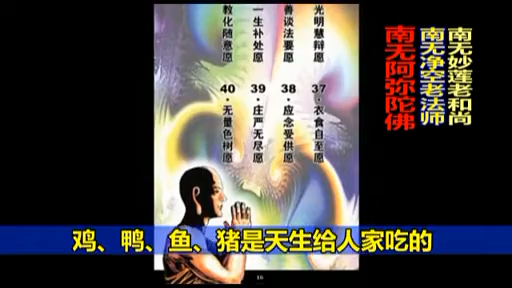 南无妙莲老和尚
南无净空老法师
南无阿弥陀佛
光明慧辩愿
善谈法要愿
一生补处愿
教化随意愿
37·衣食自至愿
38·应念受供愿
39·庄严无尽愿
40·无量色树愿
鸡、鸭、鱼、猪是天生给人家吃的
16